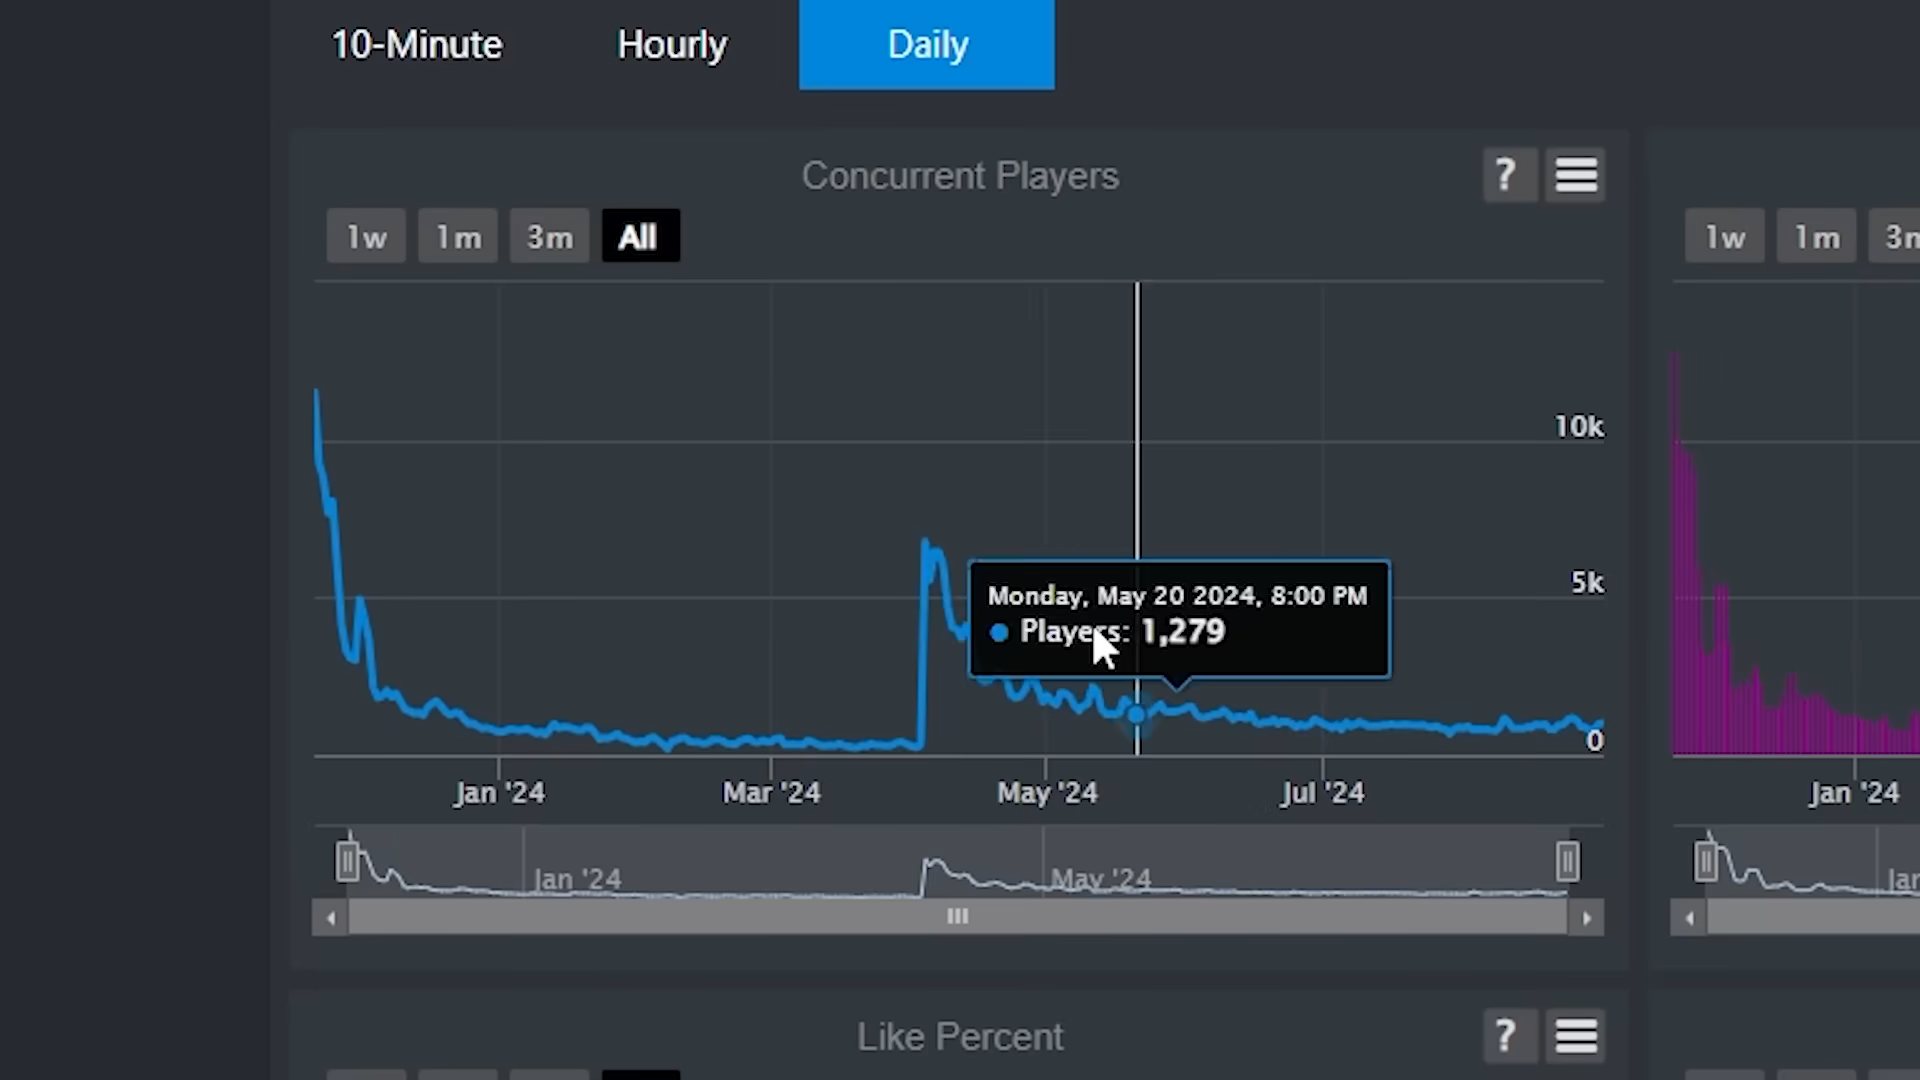 10-Minute Hourly Daily
Concurrent Players ?
1w 1m 3m All
1w 1m
10k
Monday, May 20 2024, 8:00 PM
Players: 1,279
5k
0
Jan '24 Mar '24 May '24 Jul '24
Jan '24
Jan '24 May '24
Like Percent ?